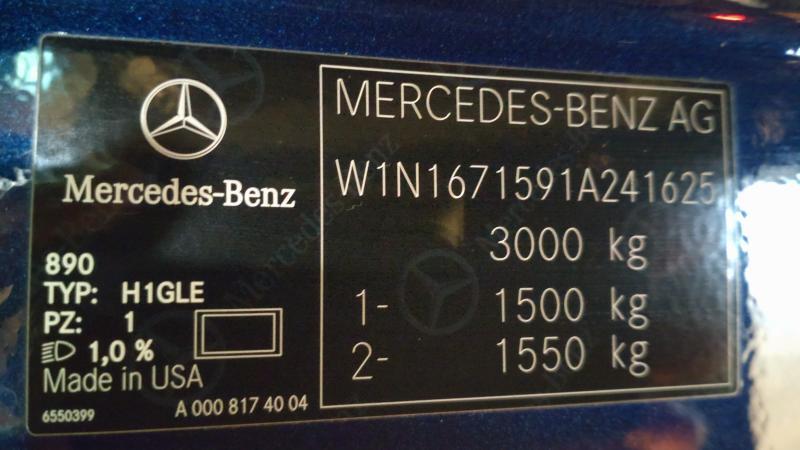 Mercedes-Benz
890
TYP: H1GLE
PZ: 1
1,0 %
Made in USA
6550399
A 000 817 40 04
MERCEDES-BENZ AG
W1N1671591A241625
3000 kg
1- 1500 kg
2- 1550 kg